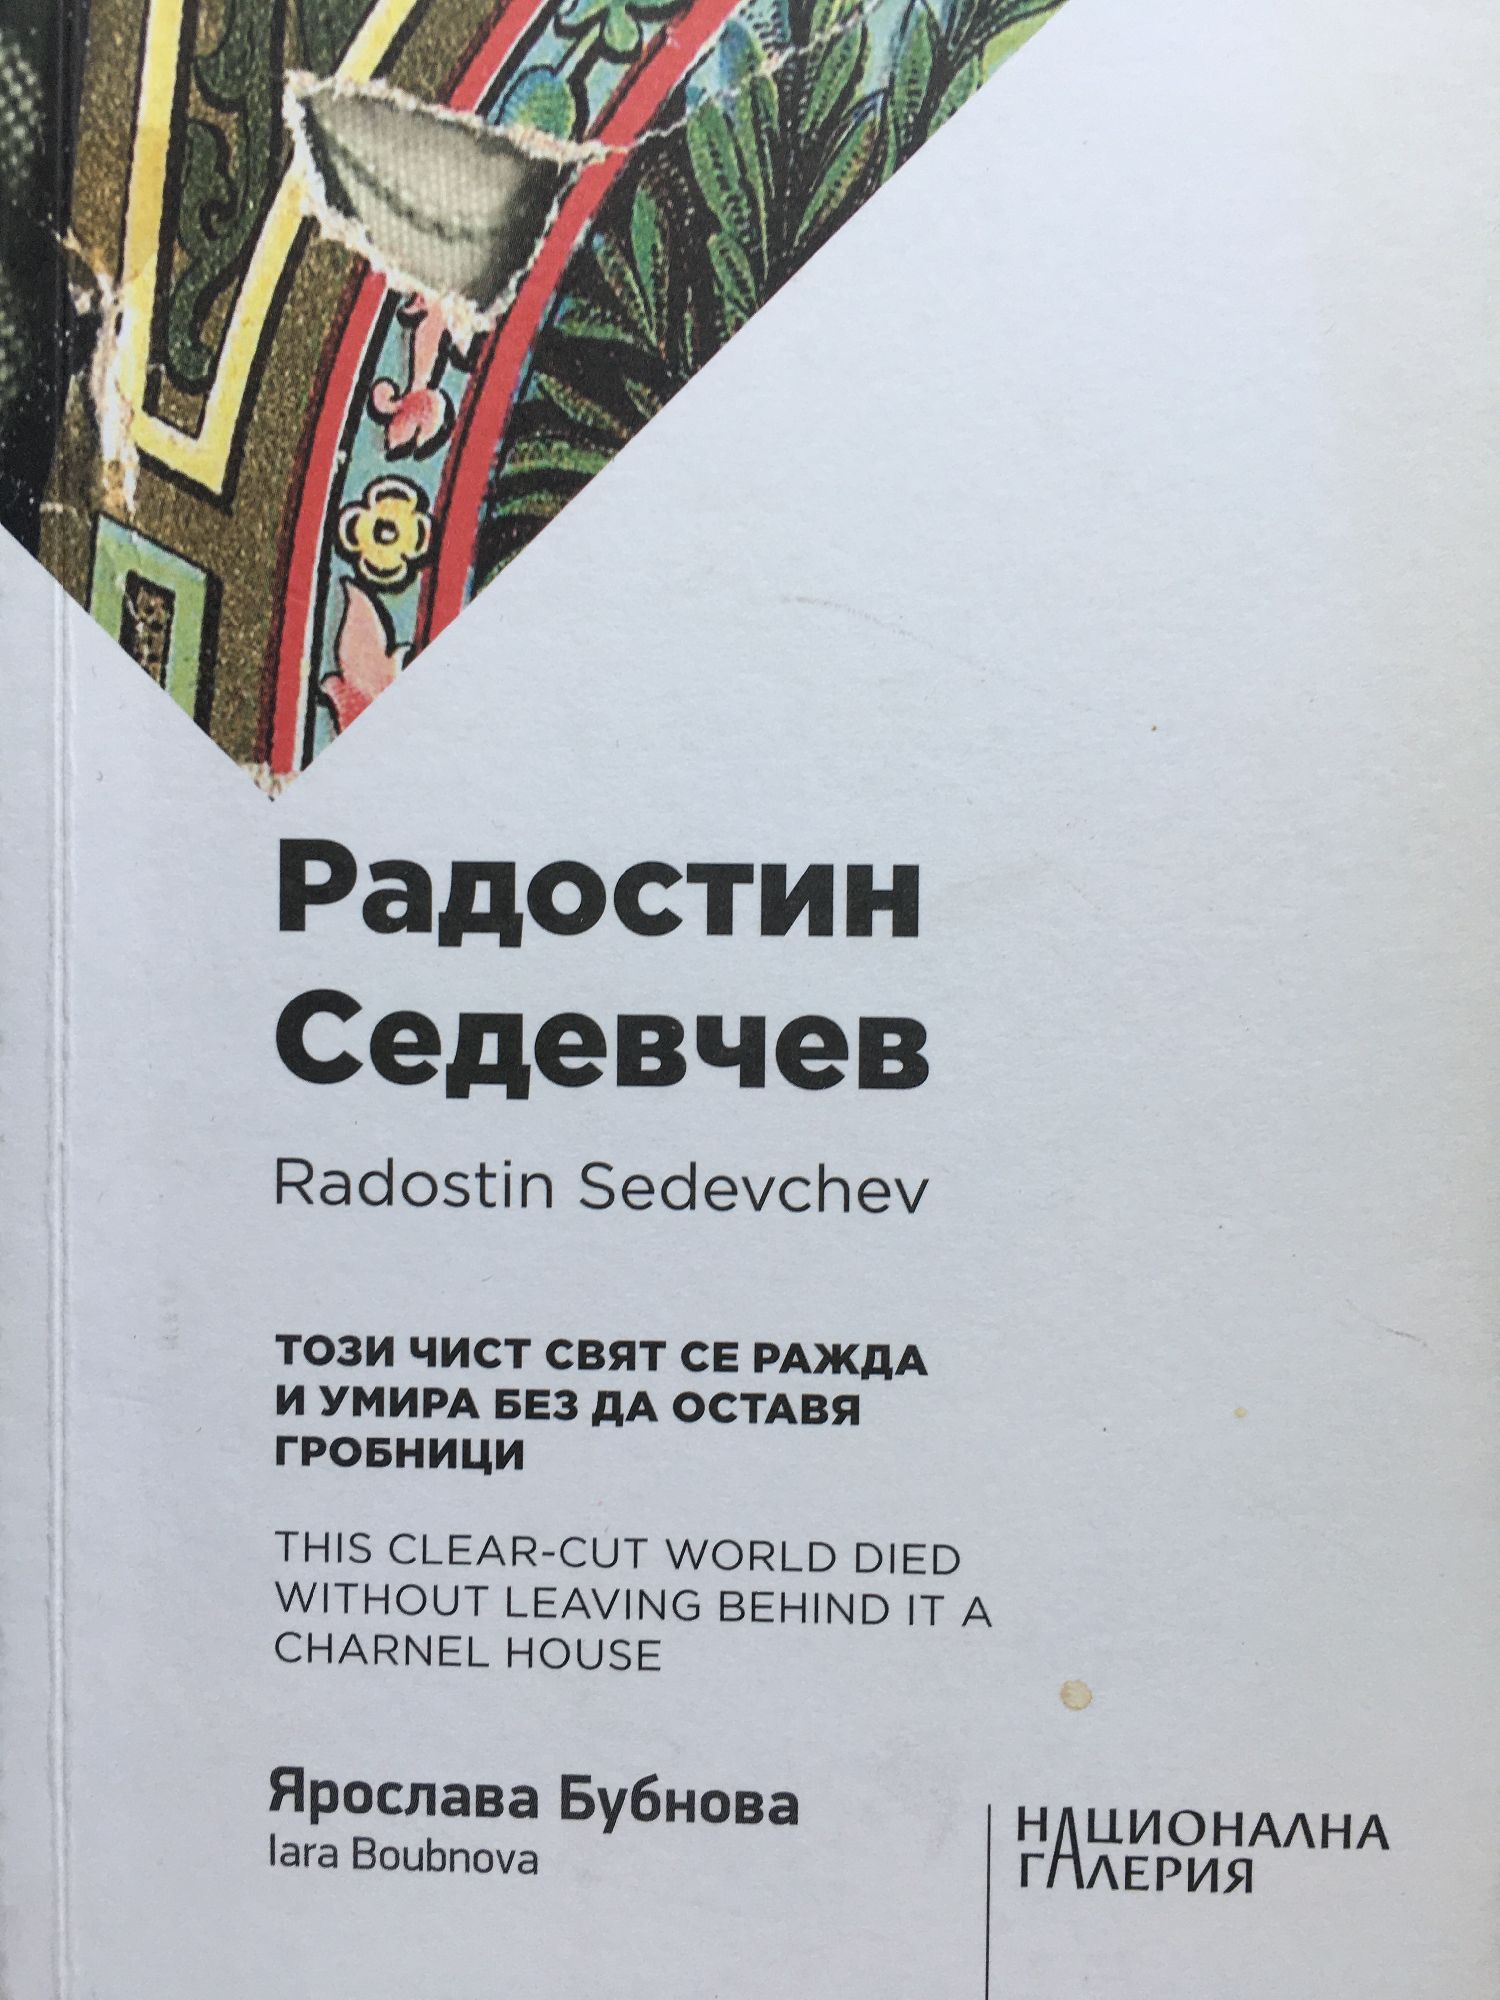 Радостин
Седевчев
Radostin Sedevchev
ТОЗИ ЧИСТ СВЯТ СЕ РАЖДА
И УМИРА БЕЗ ДА ОСТАВЯ
ГРОБНИЦИ
THIS CLEAR-CUT WORLD DIED
WITHOUT LEAVING BEHIND IT A
CHARNEL HOUSE
Ярослава Бубнова
Iara Boubnova
НАЦИОНАЛНА
ГАЛЕРИЯ